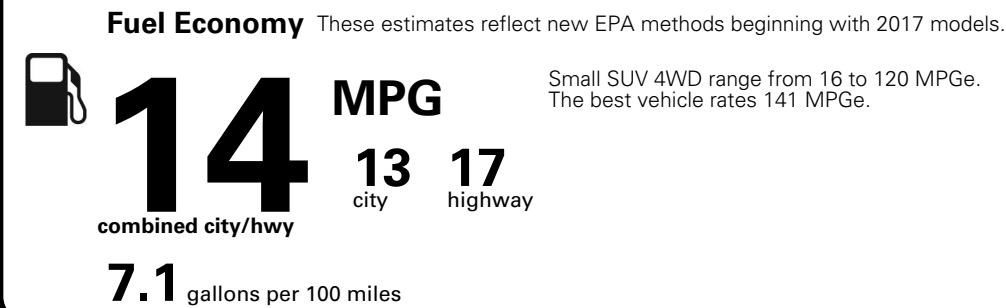 Fuel Economy These estimates reflect new EPA methods beginning with 2017 models.
14 MPG
Small SUV 4WD range from 16 to 120 MPGe.
The best vehicle rates 141 MPGe.
13 17
city highway
combined city/hwy
7.1 gallons per 100 miles